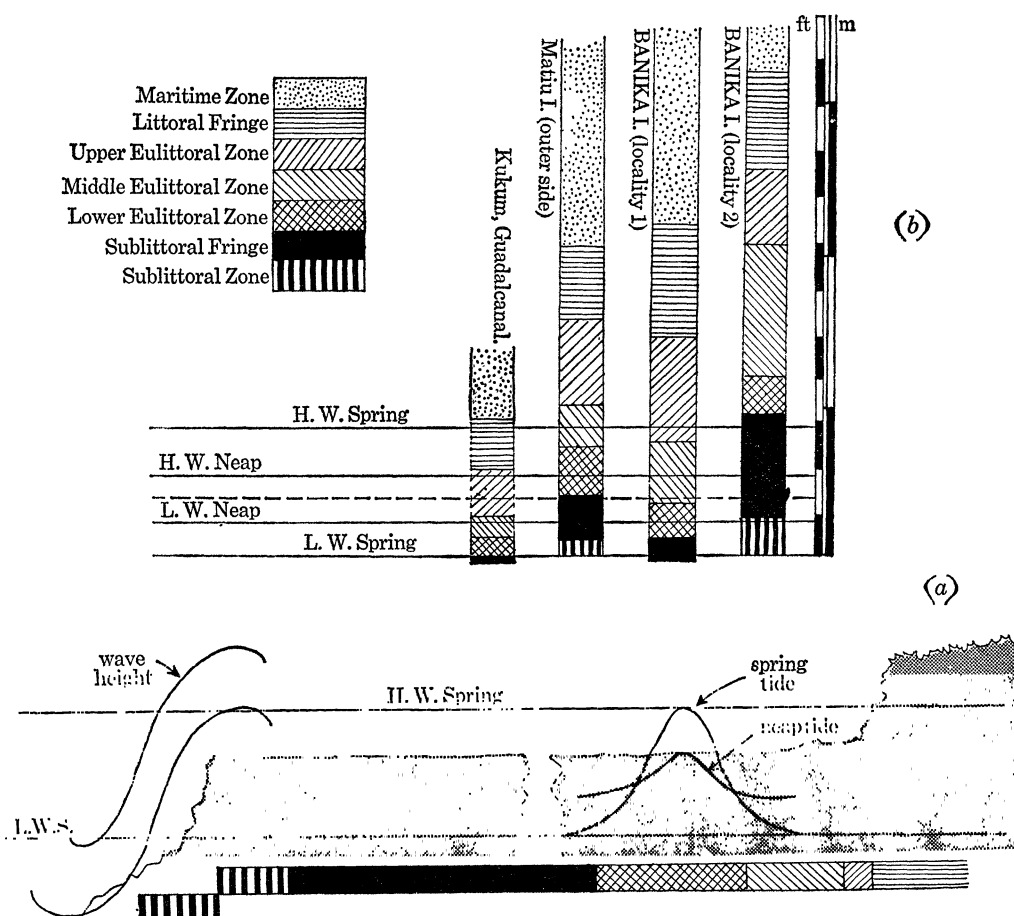 ft m
Maritime Zone
Littoral Fringe
Upper Eulittoral Zone
Middle Eulittoral Zone
Lower Eulittoral Zone
Sublittoral Fringe
Sublittoral Zone
Kukum, Guadalcanal.
Matiu I. (outer side)
BANIKA I. (locality 1)
BANIKA I. (locality 2)
(b)
H. W. Spring
H. W. Neap
L. W. Neap
L. W. Spring
(a)
wave
height
H. W. Spring
spring
tide
neap tide
L.W.S.